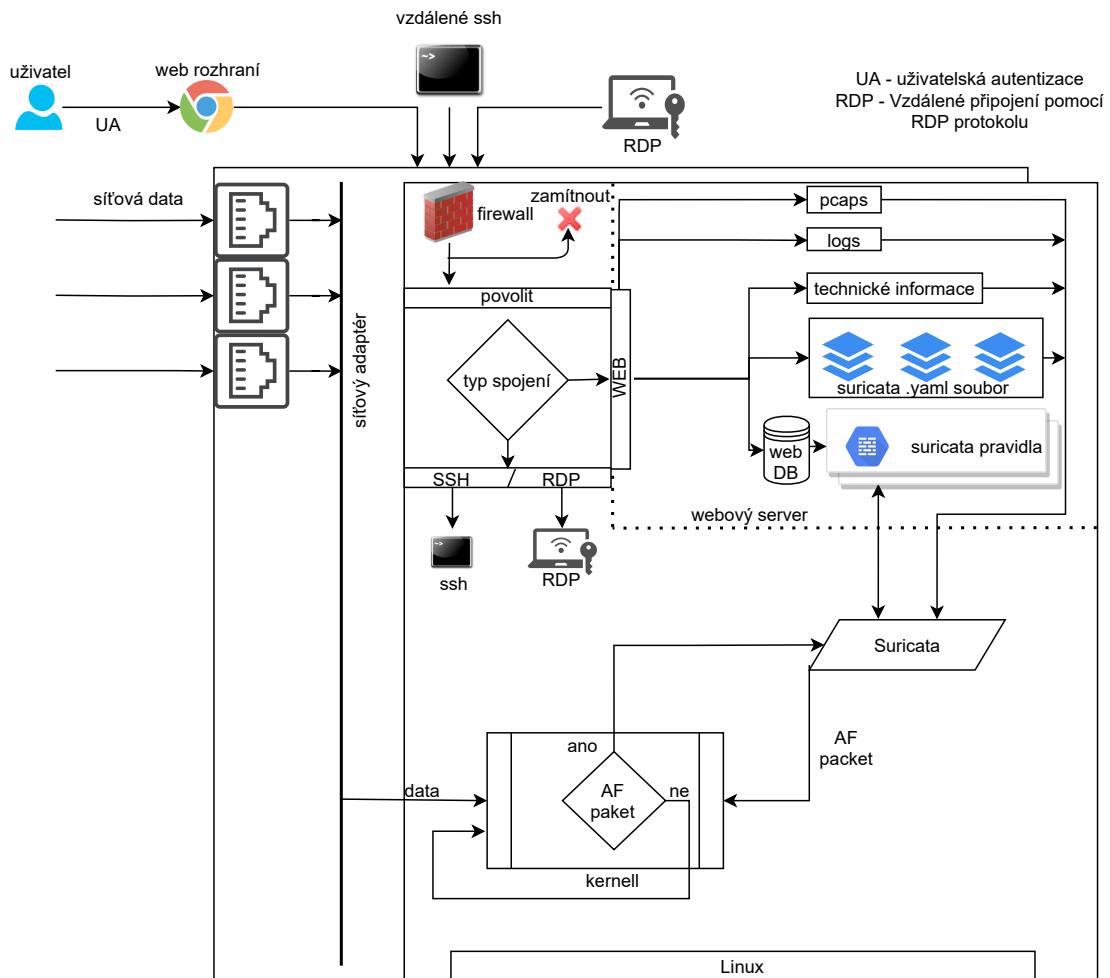 vzdálené ssh
uživatel
web rozhraní
UA
RDP
UA - uživatelská autentizace
RDP - Vzdálené připojení pomocí
RDP protokolu
síťová data
síťový adaptér
firewall
zamítnout
povolit
typ spojení
WEB
SSH
RDP
ssh
RDP
pcaps
logs
technické informace
suricata .yaml soubor
web
DB
suricata pravidla
webový server
Suricata
AF
packet
data
ano
AF
paket
ne
kernell
Linux